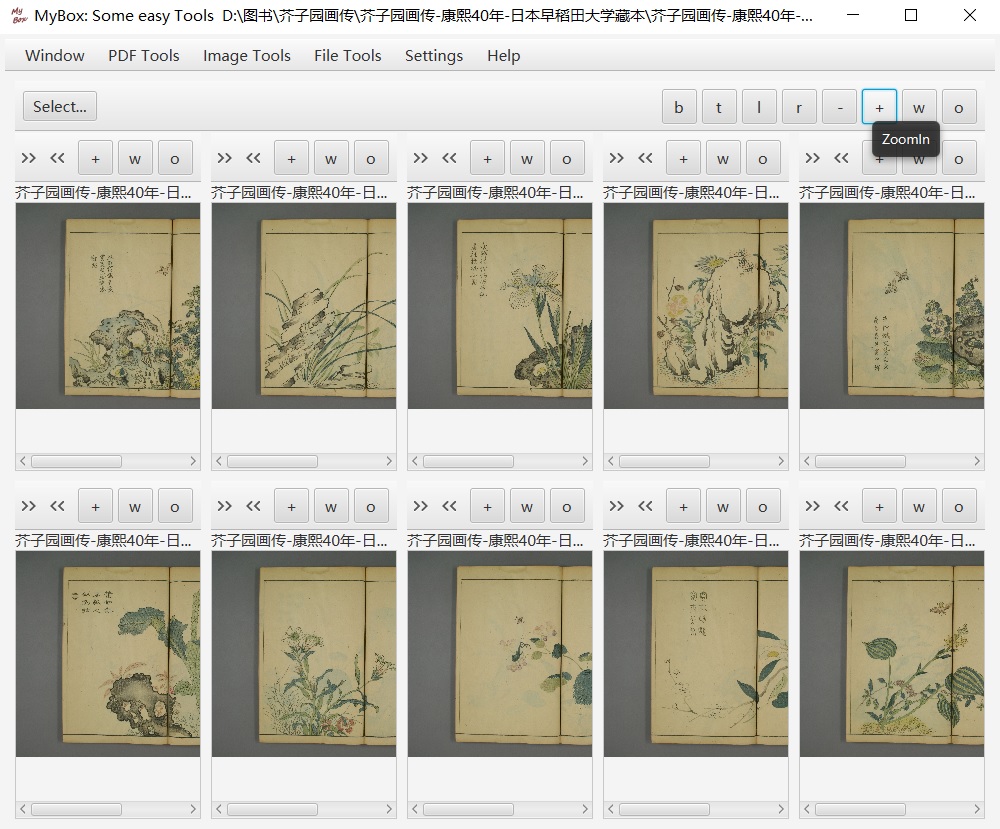 My Box
MyBox: Some easy Tools D:\图书\芥子园画传\芥子园画传-康熙40年-日本早稻田大学藏本\芥子园画传-康熙40年-...
Window PDF Tools Image Tools File Tools Settings Help
Select... b t l r - + w o
ZoomIn
+ w o + w o + w o + w o + w o
芥子园画传-康熙40年-日... 芥子园画传-康熙40年-日... 芥子园画传-康熙40年-日... 芥子园画传-康熙40年-日... 芥子园画传-康熙40年-日...
+ w o + w o + w o + w o + w o
芥子园画传-康熙40年-日... 芥子园画传-康熙40年-日... 芥子园画传-康熙40年-日... 芥子园画传-康熙40年-日... 芥子园画传-康熙40年-日...